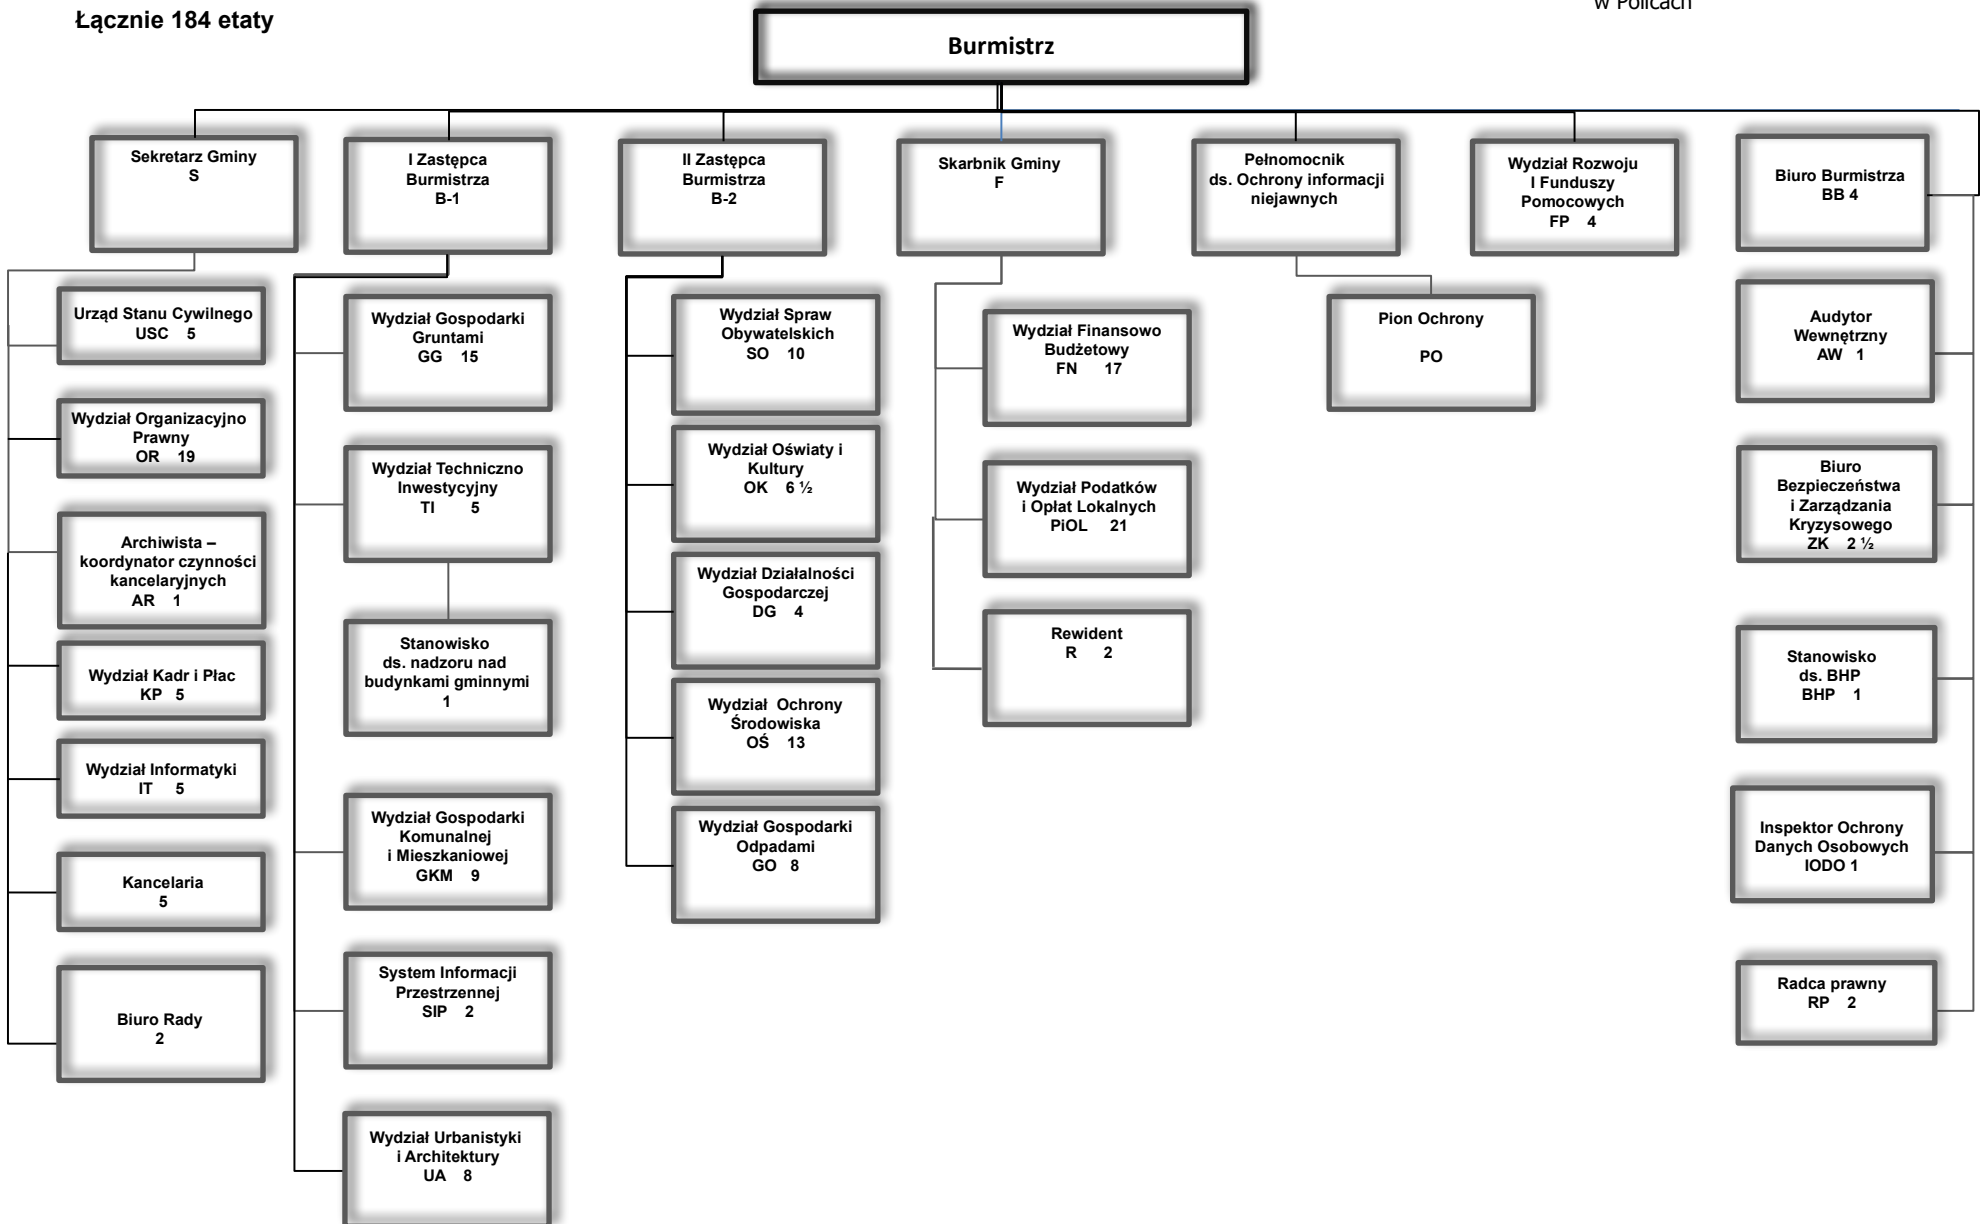 w Policach
Łącznie 184 etaty
Burmistrz
Sekretarz Gminy
S
I Zastępca
Burmistrza
B-1
II Zastępca
Burmistrza
B-2
Skarbnik Gminy
F
Pełnomocnik
ds. Ochrony informacji
niejawnych
Wydział Rozwoju
I Funduszy
Pomocowych
FP 4
Biuro Burmistrza
BB 4
Urząd Stanu Cywilnego
USC 5
Wydział Organizacyjno
Prawny
OR 19
Archiwista –
koordynator czynności
kancelaryjnych
AR 1
Wydział Kadr i Płac
KP 5
Wydział Informatyki
IT 5
Kancelaria
5
Biuro Rady
2
Wydział Gospodarki
Gruntami
GG 15
Wydział Techniczno
Inwestycyjny
TI 5
Stanowisko
ds. nadzoru nad
budynkami gminnymi
1
Wydział Gospodarki
Komunalnej
i Mieszkaniowej
GKM 9
System Informacji
Przestrzennej
SIP 2
Wydział Urbanistyki
i Architektury
UA 8
Wydział Spraw
Obywatelskich
SO 10
Wydział Oświaty i
Kultury
OK 6 ½
Wydział Działalności
Gospodarczej
DG 4
Wydział Ochrony
Środowiska
OŚ 13
Wydział Gospodarki
Odpadami
GO 8
Wydział Finansowo
Budżetowy
FN 17
Wydział Podatków
i Opłat Lokalnych
PiOL 21
Rewident
R 2
Pion Ochrony
PO
Audytor
Wewnętrzny
AW 1
Biuro
Bezpieczeństwa
i Zarządzania
Kryzysowego
ZK 2 ½
Stanowisko
ds. BHP
BHP 1
Inspektor Ochrony
Danych Osobowych
IODO 1
Radca prawny
RP 2